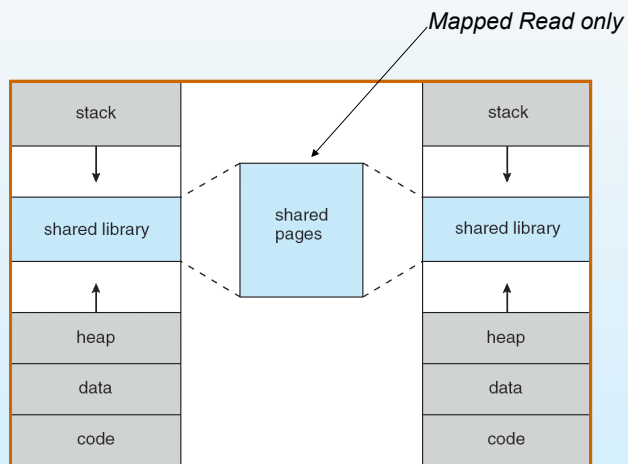 Mapped Read only
stack
stack
shared library
shared
pages
shared library
heap
heap
data
data
code
code